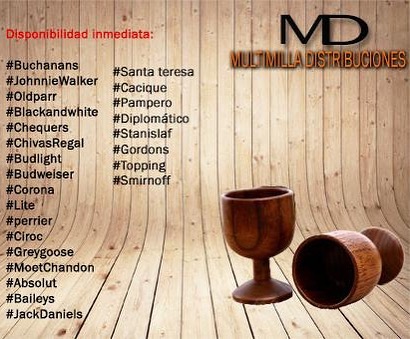 Disponibilidad inmediata:
#Buchanans
#JohnnieWalker
#Oldparr
#Blackandwhite
#Chequers
#ChivasRegal
#Budlight
#Budweiser
#Corona
#Lite
#perrier
#Ciroc
#Greygoose
#MoetChandon
#Absolut
#Baileys
#JackDaniels
#Santa teresa
#Cacique
#Pampero
#Diplomático
#Stanislaf
#Gordons
#Topping
#Smirnoff
MD
MULTIMILLA DISTRIBUCIONES